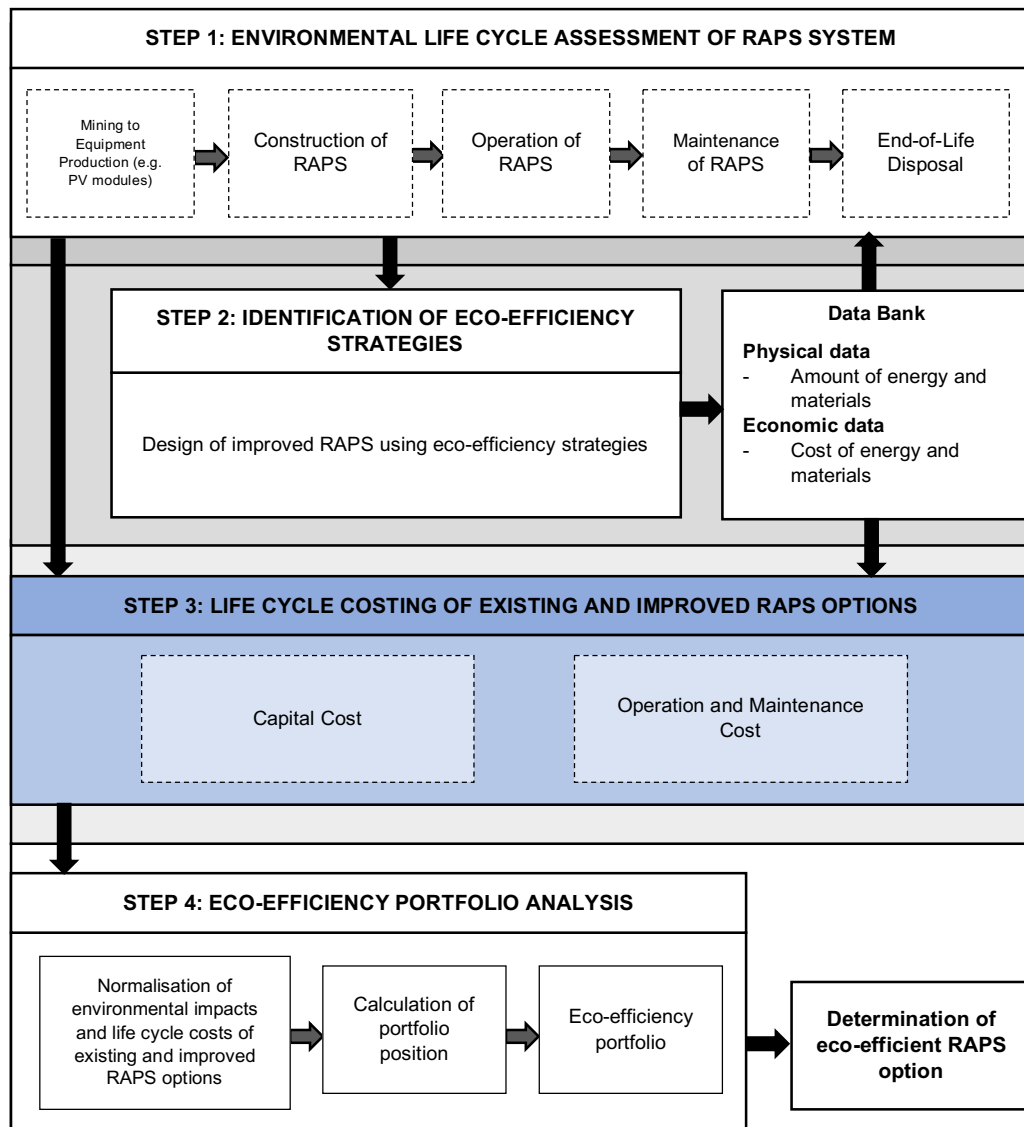 STEP 1: ENVIRONMENTAL LIFE CYCLE ASSESSMENT OF RAPS SYSTEM
Mining to
Equipment
Production (e.g.
PV modules)
Construction of
RAPS
Operation of
RAPS
Maintenance
of RAPS
End-of-Life
Disposal
STEP 2: IDENTIFICATION OF ECO-EFFICIENCY
STRATEGIES
Design of improved RAPS using eco-efficiency strategies
Data Bank
Physical data
- Amount of energy and
materials
Economic data
- Cost of energy and
materials
STEP 3: LIFE CYCLE COSTING OF EXISTING AND IMPROVED RAPS OPTIONS
Capital Cost
Operation and Maintenance
Cost
STEP 4: ECO-EFFICIENCY PORTFOLIO ANALYSIS
Normalisation of
environmental impacts
and life cycle costs of
existing and improved
RAPS options
Calculation of
portfolio
position
Eco-efficiency
portfolio
Determination of
eco-efficient RAPS
option